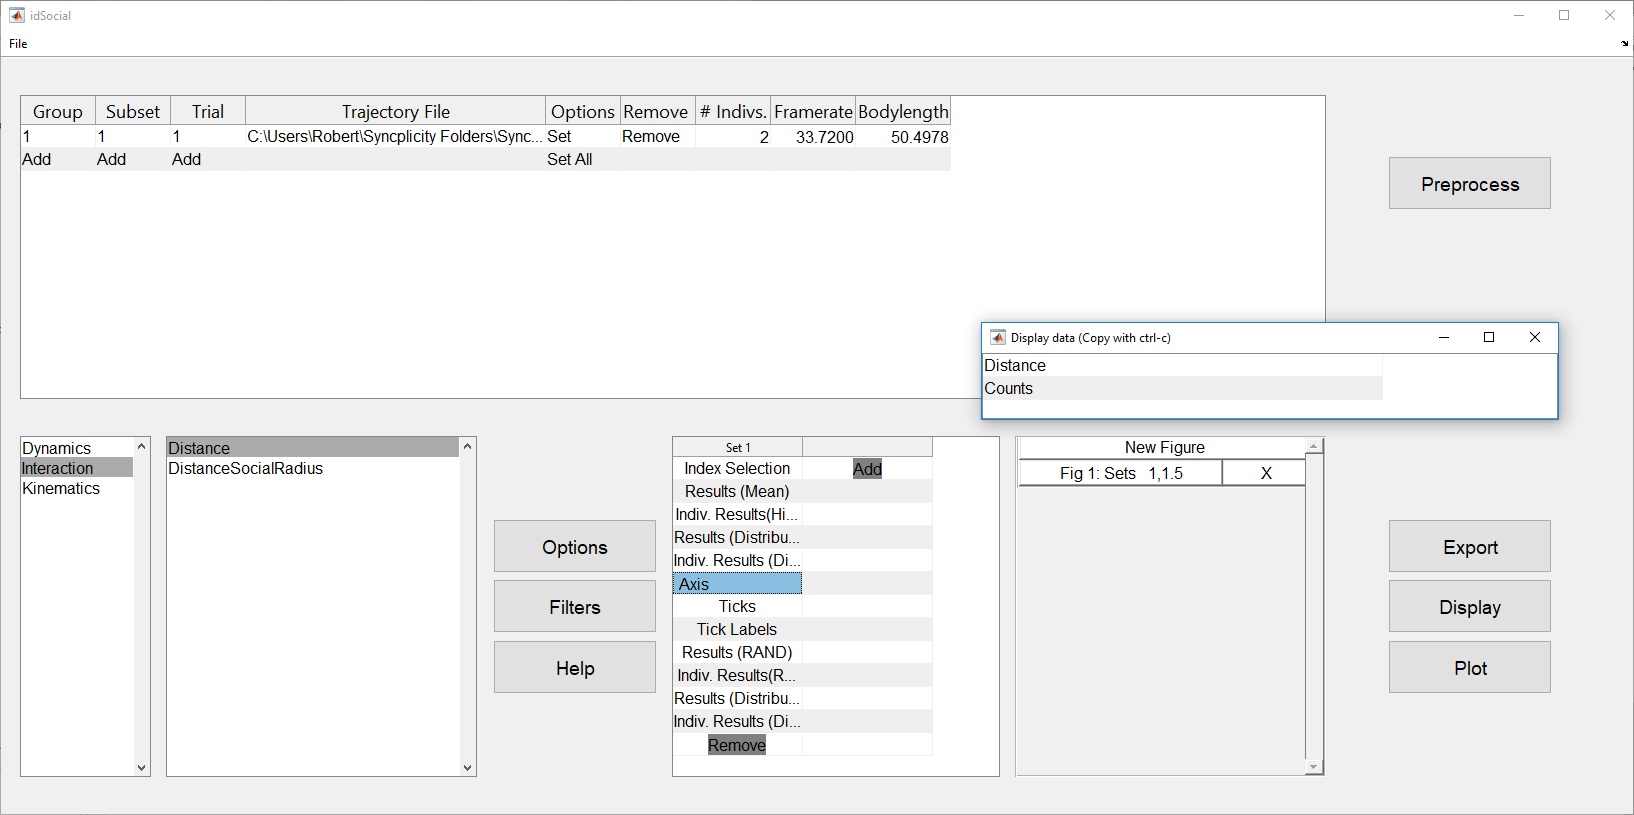 idSocial
File
Group Subset Trial Trajectory File Options Remove # Indivs. Framerate Bodylength
1 1 1 C:\Users\Robert\Syncplicity Folders\Sync... Set Remove 2 33.7200 50.4978
Add Add Add Set All
Preprocess
Display data (Copy with ctrl-c)
Distance
Counts
Dynamics
Interaction
Kinematics
Distance
DistanceSocialRadius
Options
Filters
Help
Set 1
Index Selection Add
Results (Mean)
Indiv. Results(Hi...
Results (Distribu...
Indiv. Results (Di...
Axis
Ticks
Tick Labels
Results (RAND)
Indiv. Results(R...
Results (Distribu...
Indiv. Results (Di...
Remove
New Figure
Fig 1: Sets 1,1.5 X
Export
Display
Plot